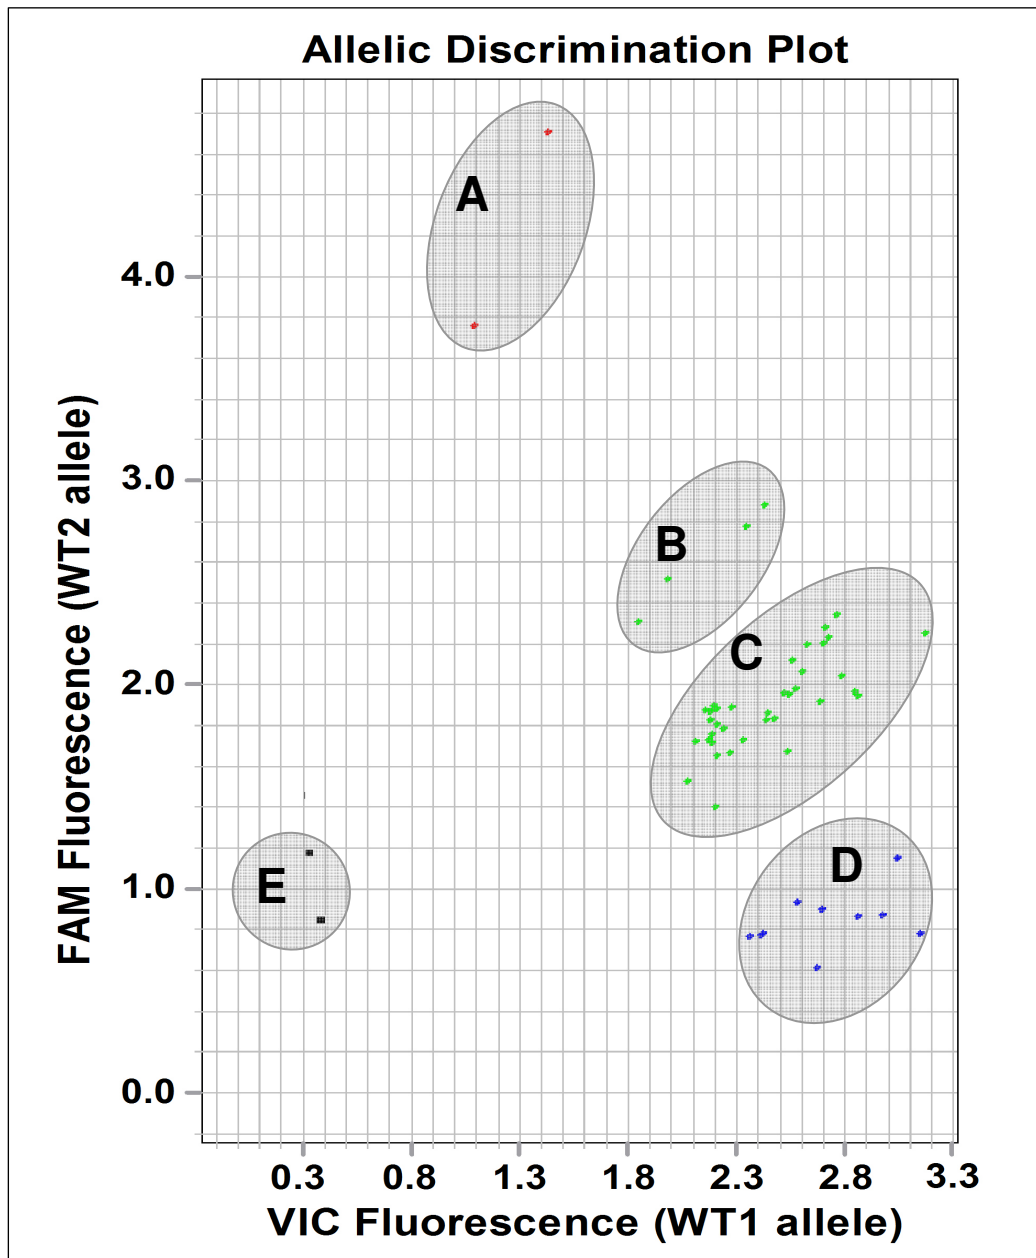 Allelic Discrimination Plot
A
4.0
FAM Fluorescence (WT2 allele)
3.0
B
C
2.0
D
E
1.0
0.0
0.3 0.8 1.3 1.8 2.3 2.8 3.3
VIC Fluorescence (WT1 allele)